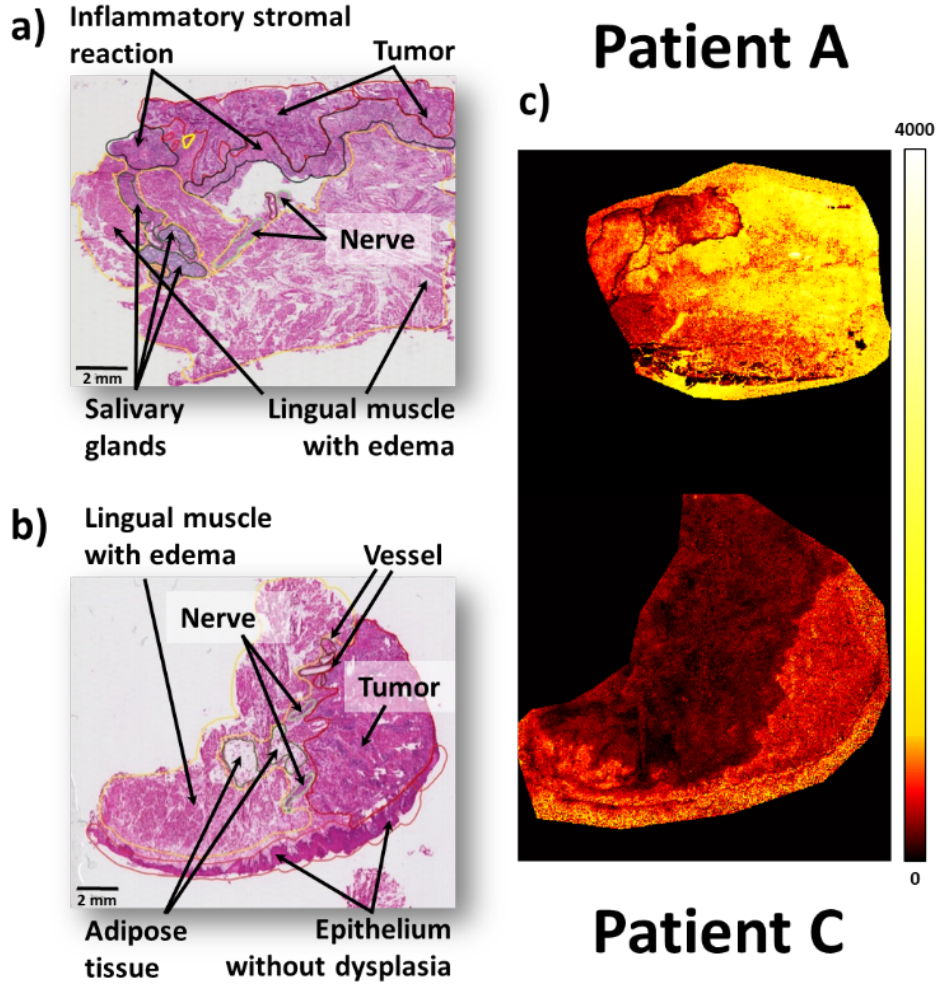 a)
Inflammatory stromal
reaction
Tumor
Nerve
2 mm
Salivary
glands
Lingual muscle
with edema
b)
Lingual muscle
with edema
Vessel
Nerve
Tumor
2 mm
Adipose
tissue
Epithelium
without dysplasia
Patient A
c)
4000
0
Patient C